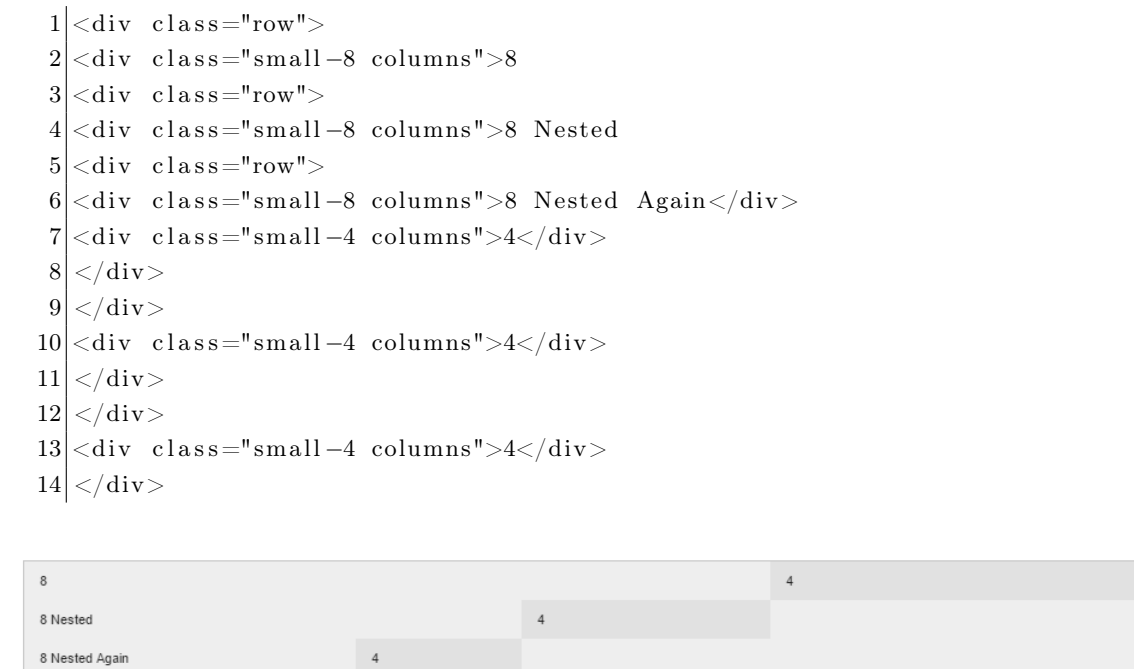 1 <div class="row">
2 <div class="small-8 columns">8
3 <div class="row">
4 <div class="small-8 columns">8 Nested
5 <div class="row">
6 <div class="small-8 columns">8 Nested Again</div>
7 <div class="small-4 columns">4</div>
8 </div>
9 </div>
10 <div class="small-4 columns">4</div>
11 </div>
12 </div>
13 <div class="small-4 columns">4</div>
14 </div>
8 4
8 Nested 4
8 Nested Again 4